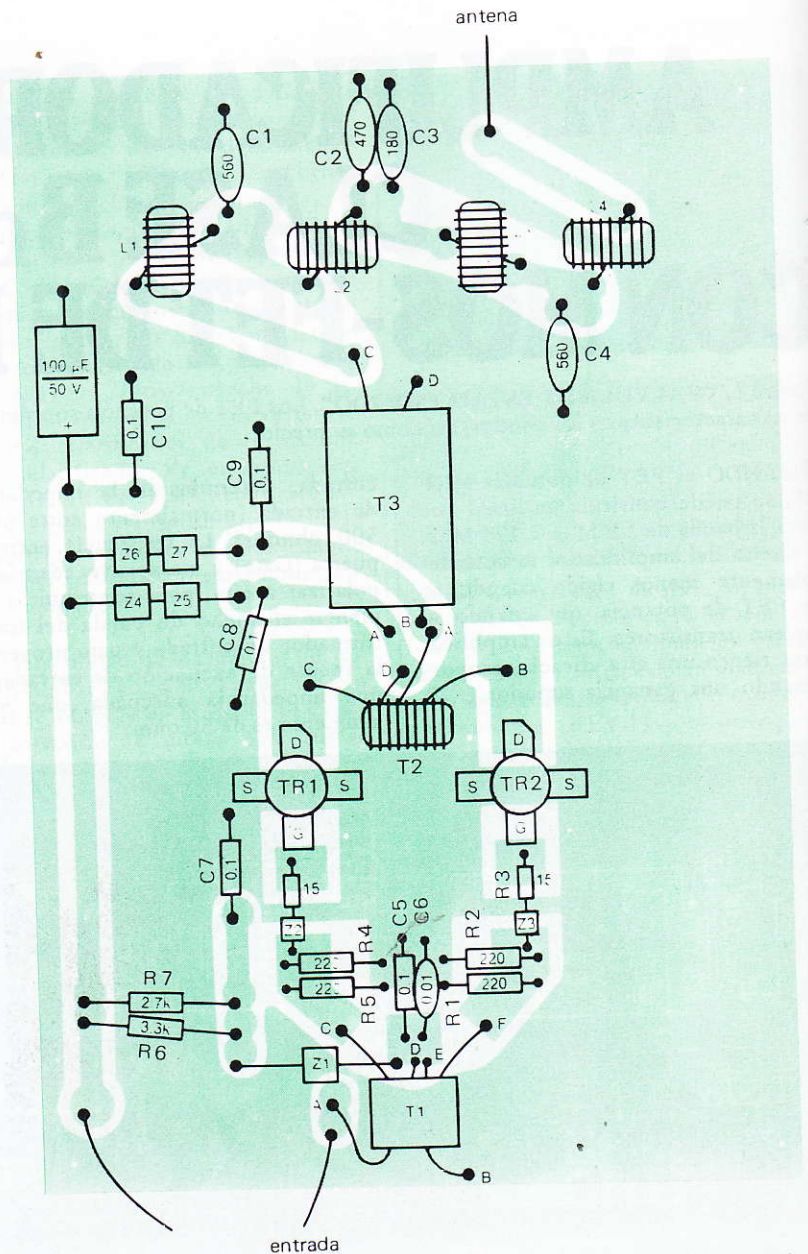 antena
C1
560
C2
470
180
C3
L1
L2
L4
560
C4
100 µF
50 V
+
0.1
C10
C9
0.1
C
D
T3
Z6
Z7
Z4
Z5
C8
0.1
A
B
A
D
C
B
T2
D
S
TR1
S
G
D
S
TR2
S
G
C7
0.1
15
Z2
R3
15
Z3
R4
220
R5
220
C5
0.1
C6
0.01
R2
220
R1
220
R7
2.7k
R6
3.3k
Z1
C
D
E
F
A
T1
B
entrada